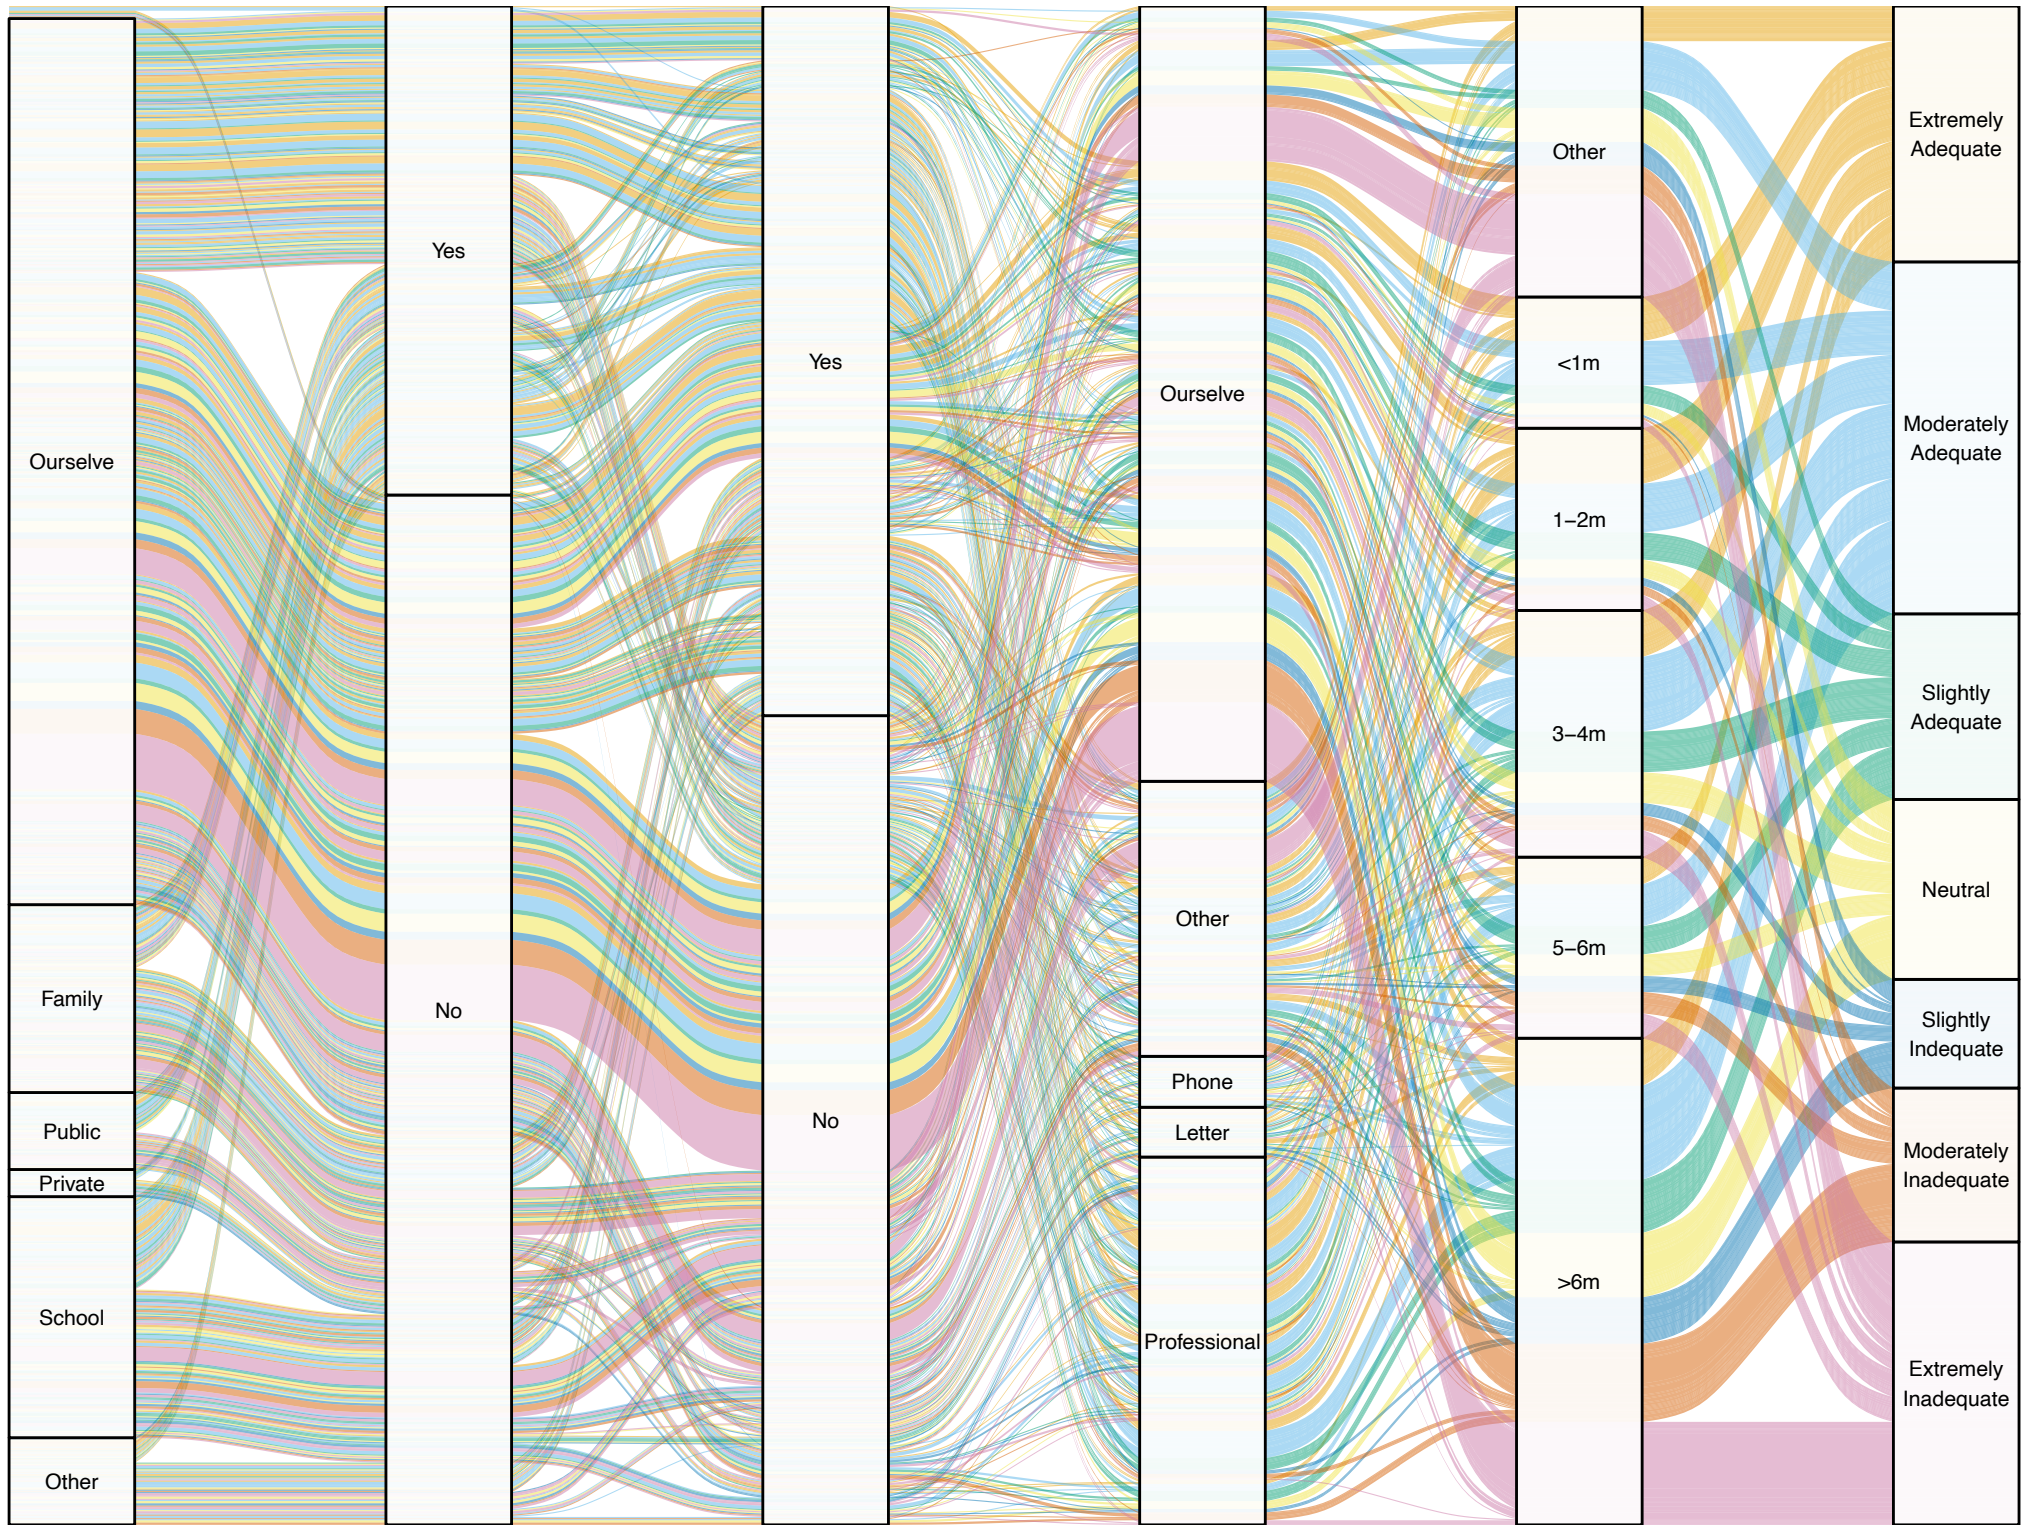 Ourselve
Family
Public
Private
School
Other
Yes
No
Yes
No
Ourselve
Other
Phone
Letter
Professional
Other
<1m
1–2m
3–4m
5–6m
>6m
Extremely
Adequate
Moderately
Adequate
Slightly
Adequate
Neutral
Slightly
Indequate
Moderately
Inadequate
Extremely
Inadequate